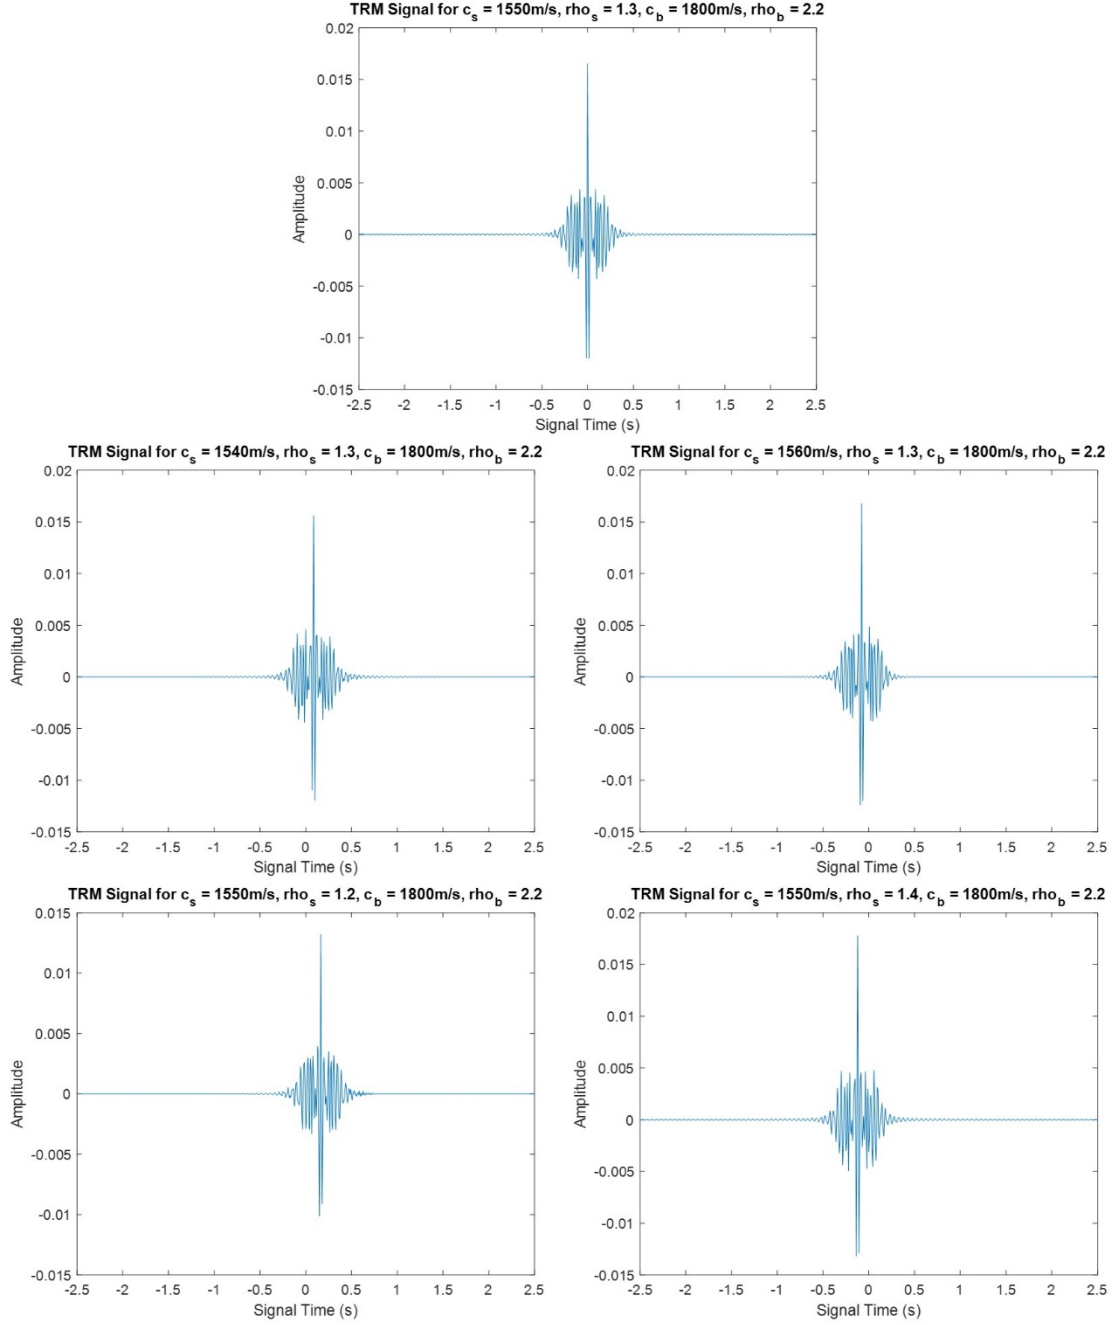 TRM Signal for c_s = 1550m/s, rho_s = 1.3, c_b = 1800m/s, rho_b = 2.2
0.02
0.015
0.01
0.005
0
-0.005
-0.01
-0.015
Amplitude
-2.5 -2 -1.5 -1 -0.5 0 0.5 1 1.5 2 2.5
Signal Time (s)
TRM Signal for c_s = 1540m/s, rho_s = 1.3, c_b = 1800m/s, rho_b = 2.2
0.02
0.015
0.01
0.005
0
-0.005
-0.01
-0.015
Amplitude
-2.5 -2 -1.5 -1 -0.5 0 0.5 1 1.5 2 2.5
Signal Time (s)
TRM Signal for c_s = 1560m/s, rho_s = 1.3, c_b = 1800m/s, rho_b = 2.2
0.02
0.015
0.01
0.005
0
-0.005
-0.01
-0.015
Amplitude
-2.5 -2 -1.5 -1 -0.5 0 0.5 1 1.5 2 2.5
Signal Time (s)
TRM Signal for c_s = 1550m/s, rho_s = 1.2, c_b = 1800m/s, rho_b = 2.2
0.015
0.01
0.005
0
-0.005
-0.01
-0.015
Amplitude
-2.5 -2 -1.5 -1 -0.5 0 0.5 1 1.5 2 2.5
Signal Time (s)
TRM Signal for c_s = 1550m/s, rho_s = 1.4, c_b = 1800m/s, rho_b = 2.2
0.02
0.015
0.01
0.005
0
-0.005
-0.01
-0.015
Amplitude
-2.5 -2 -1.5 -1 -0.5 0 0.5 1 1.5 2 2.5
Signal Time (s)